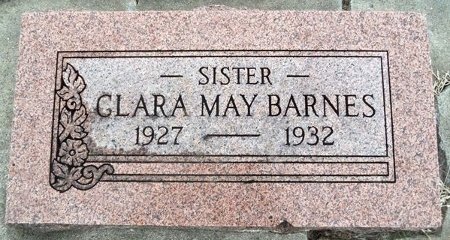 — SISTER —
CLARA MAY BARNES
1927 — 1932